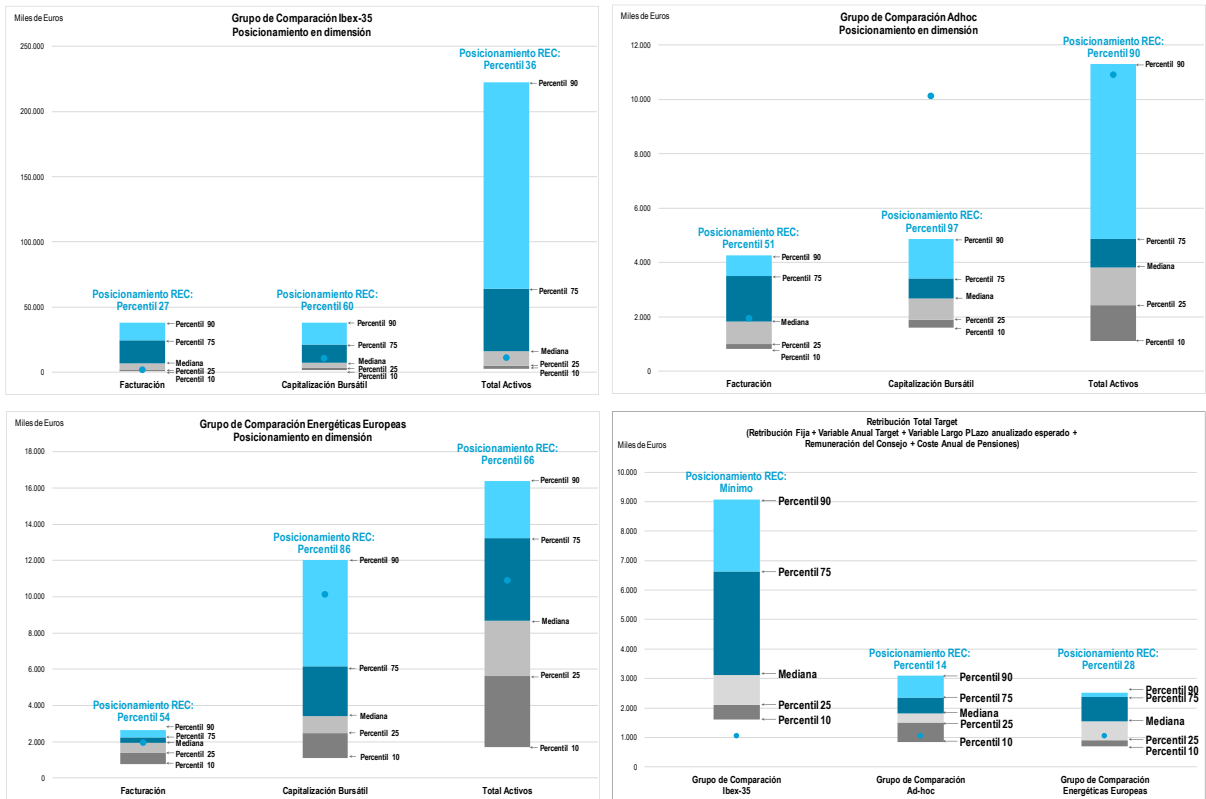 Miles de Euros
Grupo de Comparación Ibex-35
Posicionamiento en dimensión
250.000
200.000
150.000
100.000
50.000
0
Posicionamiento REC:
Percentil 27
Percentil 90
Percentil 75
Mediana
Percentil 25
Percentil 10
Facturación
Posicionamiento REC:
Percentil 60
Percentil 90
Percentil 75
Mediana
Percentil 25
Percentil 10
Capitalización Bursátil
Posicionamiento REC:
Percentil 36
Percentil 90
Percentil 75
Mediana
Percentil 25
Percentil 10
Total Activos
Miles de Euros
Grupo de Comparación Adhoc
Posicionamiento en dimensión
12.000
10.000
8.000
6.000
4.000
2.000
0
Posicionamiento REC:
Percentil 51
Percentil 90
Percentil 75
Mediana
Percentil 25
Percentil 10
Facturación
Posicionamiento REC:
Percentil 97
Percentil 90
Percentil 75
Mediana
Percentil 25
Percentil 10
Capitalización Bursátil
Posicionamiento REC:
Percentil 90
Percentil 90
Percentil 75
Mediana
Percentil 25
Percentil 10
Total Activos
Miles de Euros
Grupo de Comparación Energéticas Europeas
Posicionamiento en dimensión
18.000
16.000
14.000
12.000
10.000
8.000
6.000
4.000
2.000
0
Posicionamiento REC:
Percentil 54
Percentil 90
Percentil 75
Mediana
Percentil 25
Percentil 10
Facturación
Posicionamiento REC:
Percentil 86
Percentil 90
Percentil 75
Mediana
Percentil 25
Percentil 10
Capitalización Bursátil
Posicionamiento REC:
Percentil 66
Percentil 90
Percentil 75
Mediana
Percentil 25
Percentil 10
Total Activos
Retribución Total Target
(Retribución Fija + Variable Anual Target + Variable Largo PLazo anualizado esperado +
Remuneración del Consejo + Coste Anual de Pensiones)
Miles de Euros
10.000
9.000
8.000
7.000
6.000
5.000
4.000
3.000
2.000
1.000
0
Posicionamiento REC:
Mínimo
Percentil 90
Percentil 75
Mediana
Percentil 25
Percentil 10
Grupo de Comparación
Ibex-35
Posicionamiento REC:
Percentil 14
Percentil 90
Percentil 75
Mediana
Percentil 25
Percentil 10
Grupo de Comparación
Ad-hoc
Posicionamiento REC:
Percentil 28
Percentil 90
Percentil 75
Mediana
Percentil 25
Percentil 10
Grupo de Comparación
Energéticas Europeas